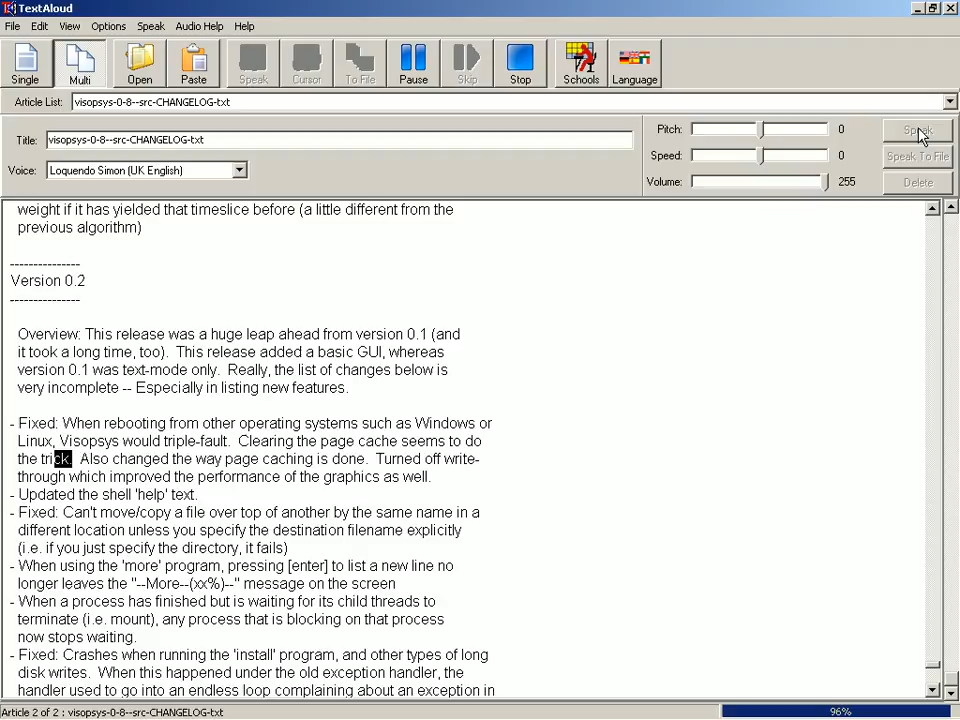 TextAloud
File Edit View Options Speak Audio Help Help
Single Multi Open Paste Speak Cursor To File Pause Skip Stop Schools Language
Article List: visopsys-0-8--src-CHANGELOG-txt
Title: visopsys-0-8--src-CHANGELOG-txt
Voice: Loquendo Simon (UK English)
Pitch: 0 Speak
Speed: 0 Speak To File
Volume: 255 Delete
weight if it has yielded that timeslice before (a little different from the
previous algorithm)
---------------
Version 0.2
---------------
Overview: This release was a huge leap ahead from version 0.1 (and
it took a long time, too).  This release added a basic GUI, whereas
version 0.1 was text-mode only.  Really, the list of changes below is
very incomplete -- Especially in listing new features.
- Fixed: When rebooting from other operating systems such as Windows or
Linux, Visopsys would triple-fault.  Clearing the page cache seems to do
the trick.  Also changed the way page caching is done.  Turned off write-
through which improved the performance of the graphics as well.
- Updated the shell 'help' text.
- Fixed: Can't move/copy a file over top of another by the same name in a
different location unless you specify the destination filename explicitly
(i.e. if you just specify the directory, it fails)
- When using the 'more' program, pressing [enter] to list a new line no
longer leaves the "--More--(xx%)--" message on the screen
- When a process has finished but is waiting for its child threads to
terminate (i.e. mount), any process that is blocking on that process
now stops waiting.
- Fixed: Crashes when running the 'install' program, and other types of long
disk writes.  When this happened under the old exception handler, the
handler used to go into an endless loop complaining about an exception in
Article 2 of 2 : visopsys-0-8--src-CHANGELOG-txt 96%